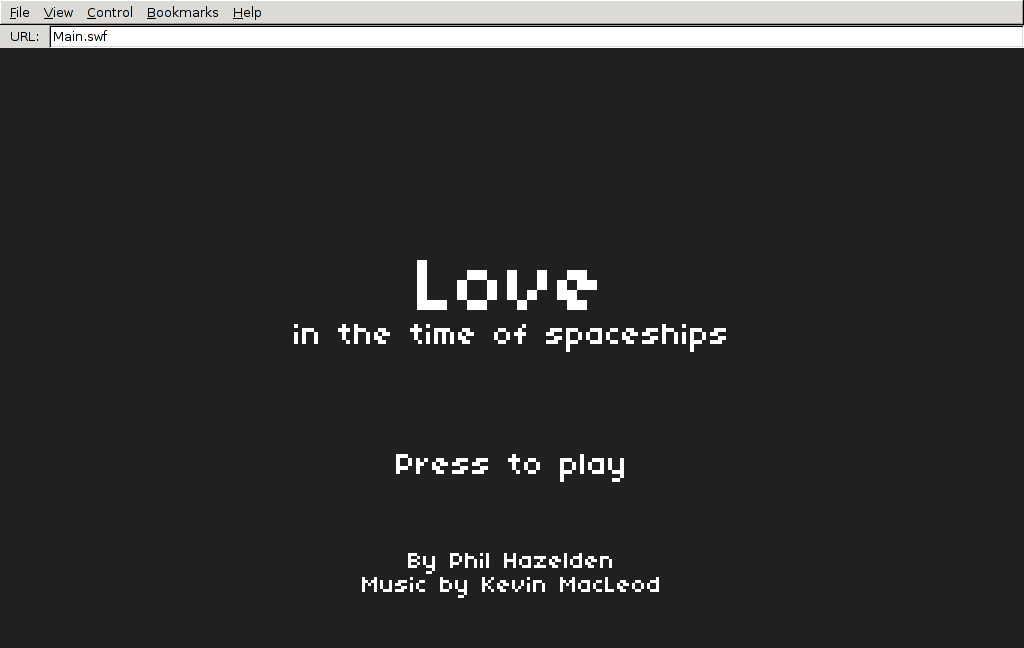 File View Control Bookmarks Help
URL: Main.swf
Love
in the time of spaceships
Press to play
By Phil Hazelden
Music by Kevin MacLeod